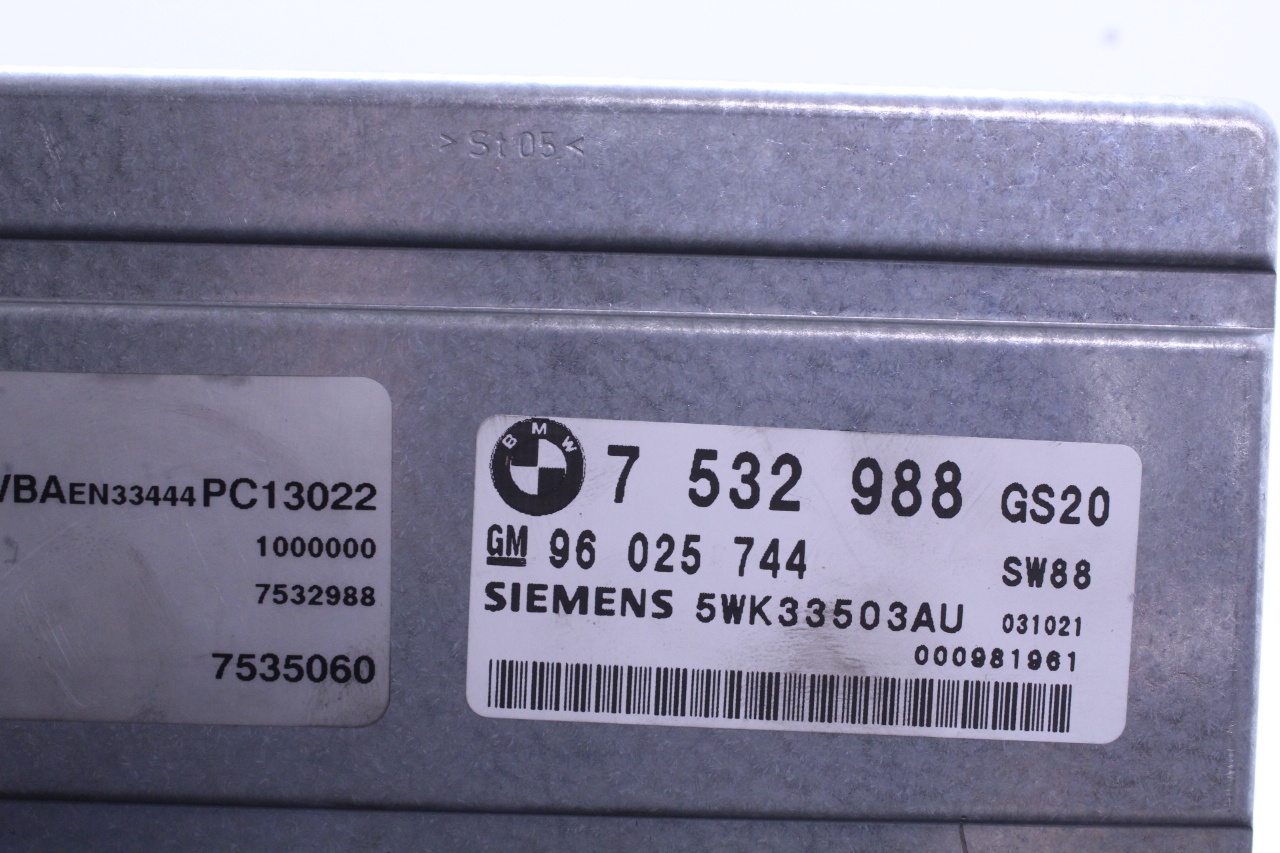 >St05<
VBAEN33444PC13022
1000000
7532988
7535060
BMW 7 532 988 GS20
GM 96 025 744 SW88
SIEMENS 5WK33503AU 031021
000981961